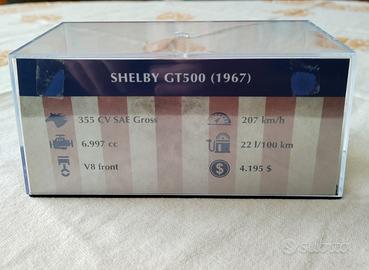 SHELBY GT500 (1967)
355 CV SAE Gross
207 km/h
6.997 cc
22 l/100 km
V8 front
$
4.195 $
subito